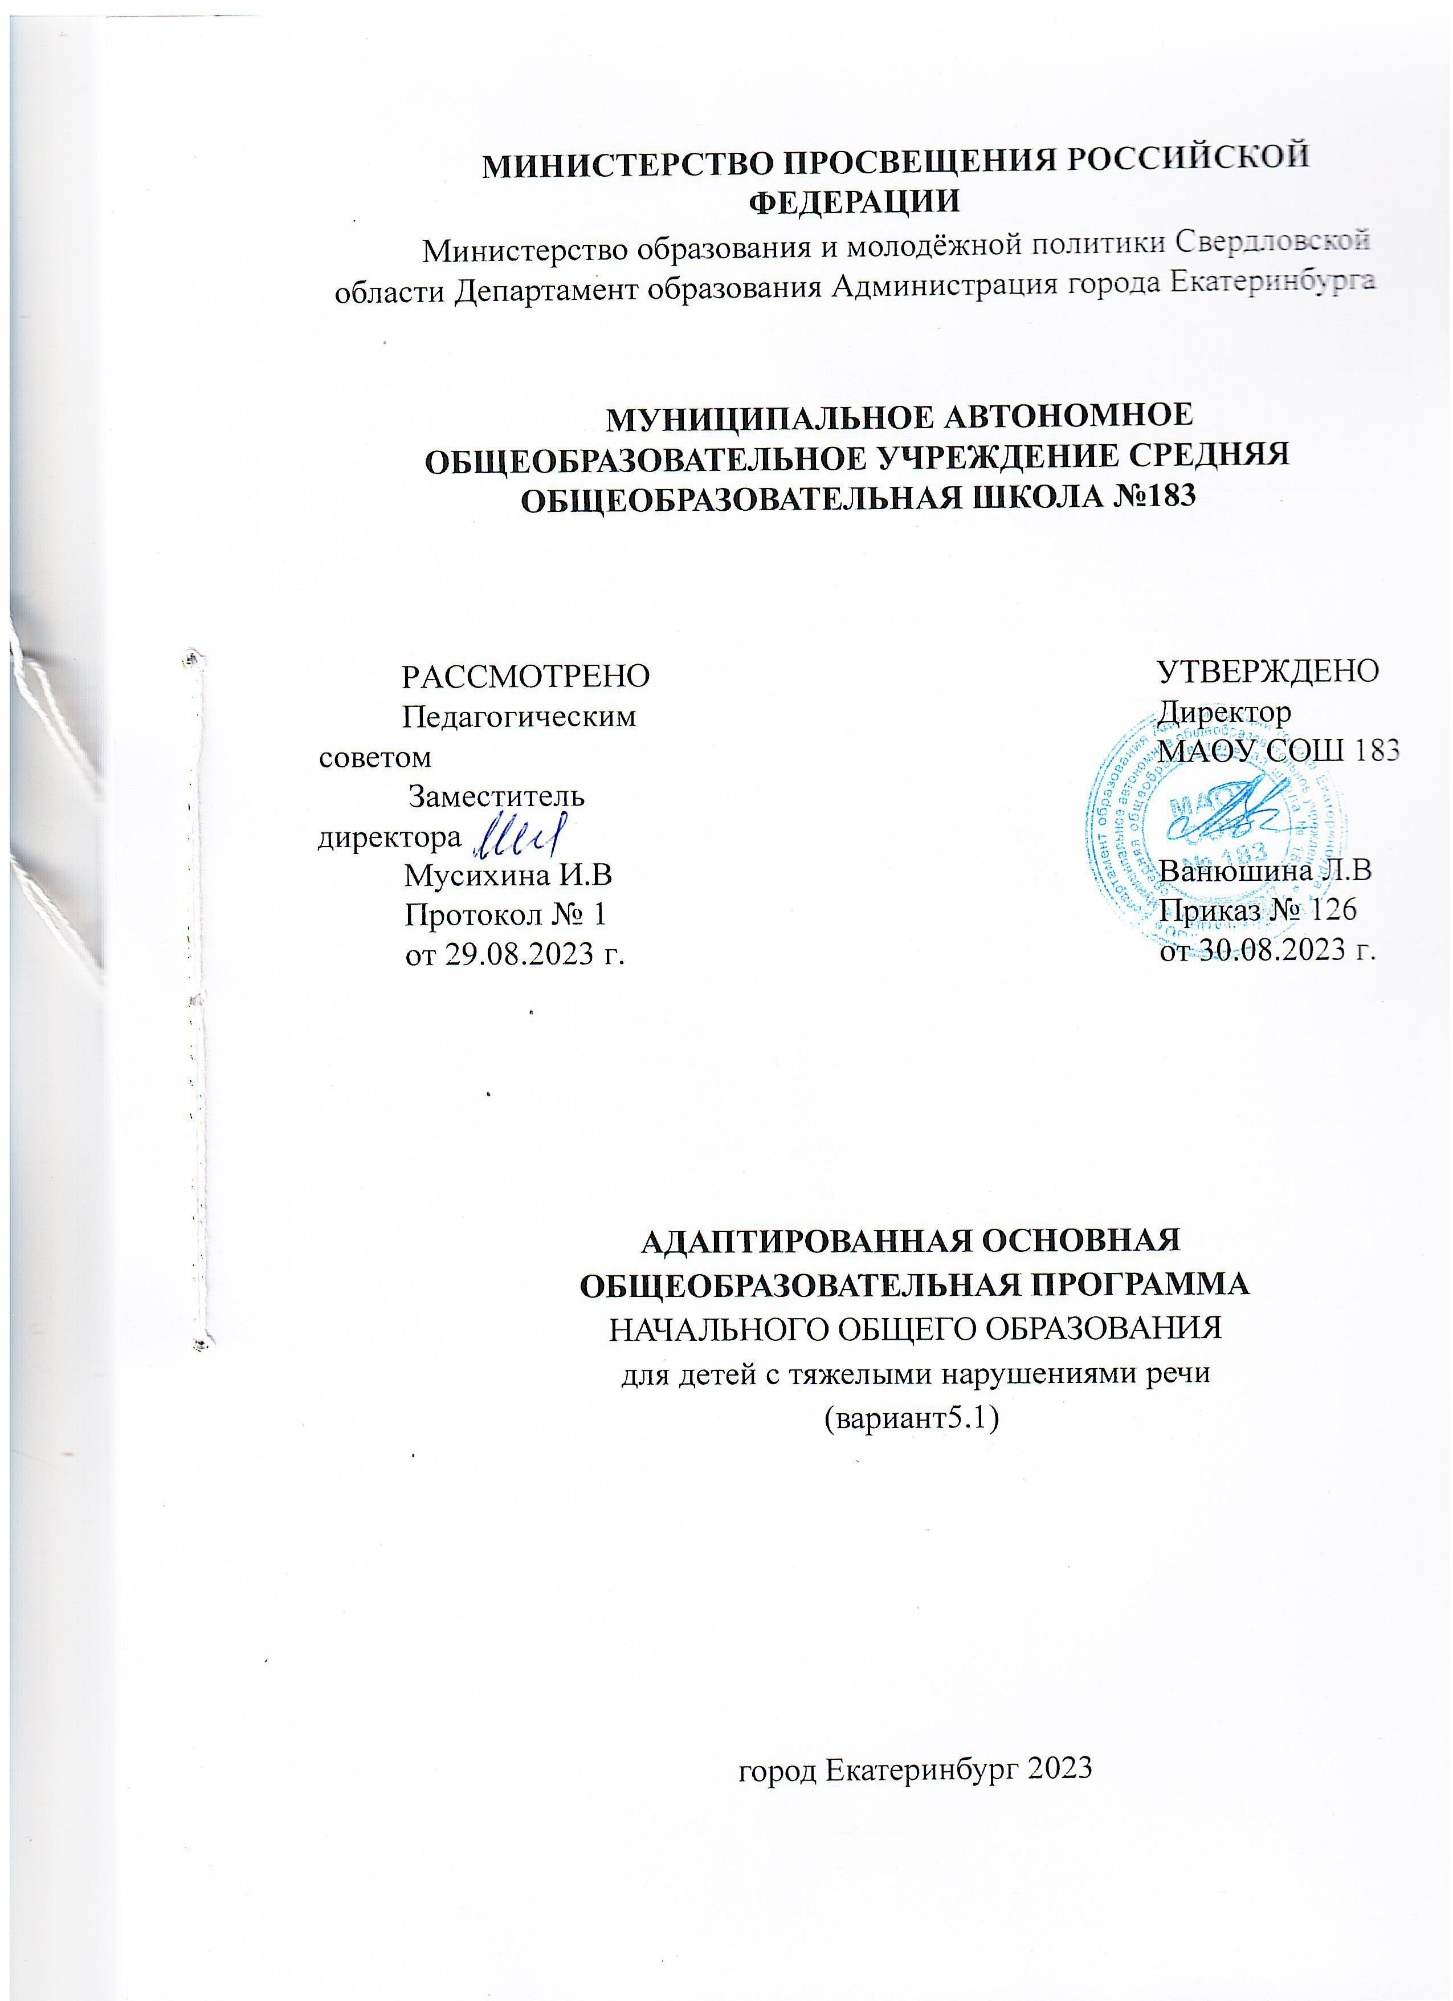 МИНИСТЕРСТВО ПРОСВЕЩЕНИЯ РОССИЙСКОЙ
ФЕДЕРАЦИИ
Министерство образования и молодёжной политики Свердловской
области Департамент образования Администрация города Екатеринбурга
МУНИЦИПАЛЬНОЕ АВТОНОМНОЕ
ОБЩЕОБРАЗОВАТЕЛЬНОЕ УЧРЕЖДЕНИЕ СРЕДНЯЯ
ОБЩЕОБРАЗОВАТЕЛЬНАЯ ШКОЛА №183
РАССМОТРЕНО
Педагогическим
советом
Заместитель
директора
Мусихина И.В
Протокол № 1
от 29.08.2023 г.
УТВЕРЖДЕНО
Директор
МАОУ СОШ 183
Ванюшина Л.В
Приказ № 126
от 30.08.2023 г.
МАОУ
№ 183
АДАПТИРОВАННАЯ ОСНОВНАЯ
ОБЩЕОБРАЗОВАТЕЛЬНАЯ ПРОГРАММА
НАЧАЛЬНОГО ОБЩЕГО ОБРАЗОВАНИЯ
для детей с тяжелыми нарушениями речи
(вариант5.1)
город Екатеринбург 2023